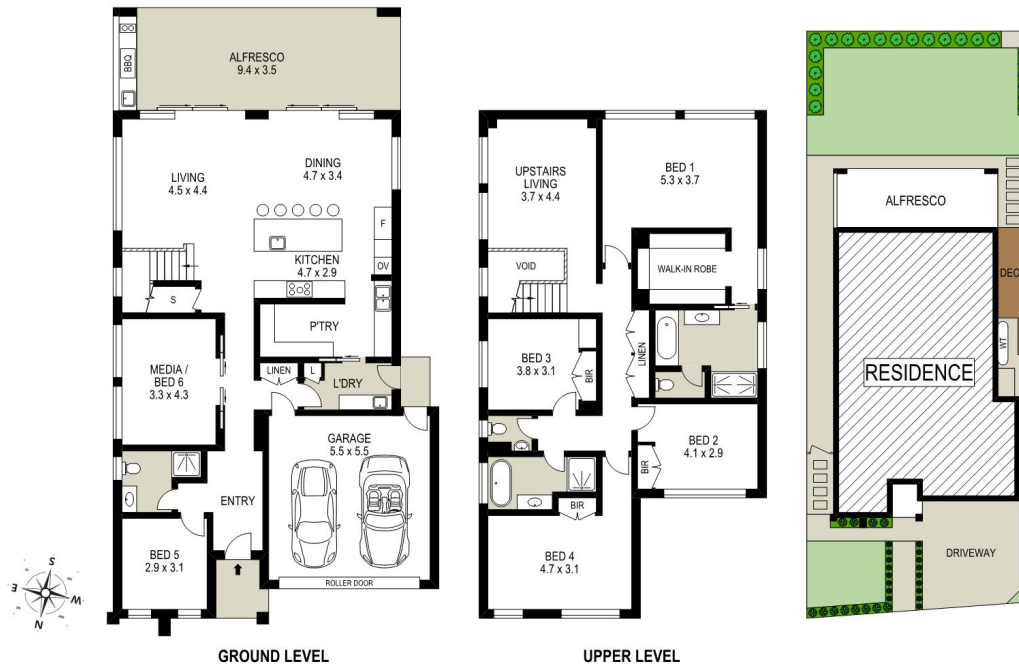 BBQ
ALFRESCO
9.4 x 3.5
LIVING
4.5 x 4.4
DINING
4.7 x 3.4
F
KITCHEN
4.7 x 2.9
OV
S
P'TRY
MEDIA /
BED 6
3.3 x 4.3
LINEN
L
L'DRY
GARAGE
5.5 x 5.5
ENTRY
BED 5
2.9 x 3.1
ROLLER DOOR
S
E
W
N
GROUND LEVEL
UPSTAIRS
LIVING
3.7 x 4.4
BED 1
5.3 x 3.7
VOID
WALK-IN ROBE
BED 3
3.8 x 3.1
BIR
LINEN
BED 2
4.1 x 2.9
BIR
BIR
BED 4
4.7 x 3.1
UPPER LEVEL
ALFRESCO
DEC
WT
RESIDENCE
DRIVEWAY